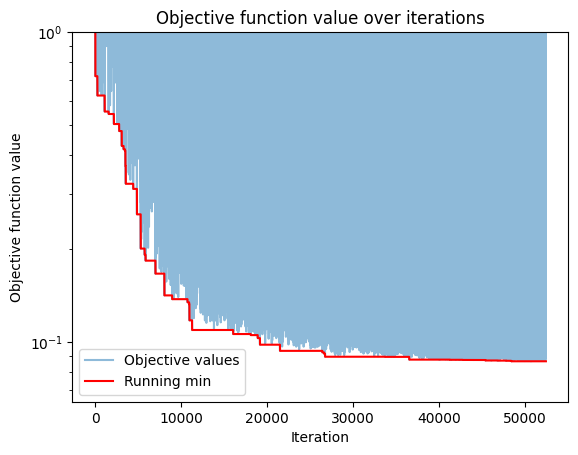 Objective function value over iterations
10⁰
10⁻¹
Objective function value
Objective values
Running min
0 10000 20000 30000 40000 50000
Iteration